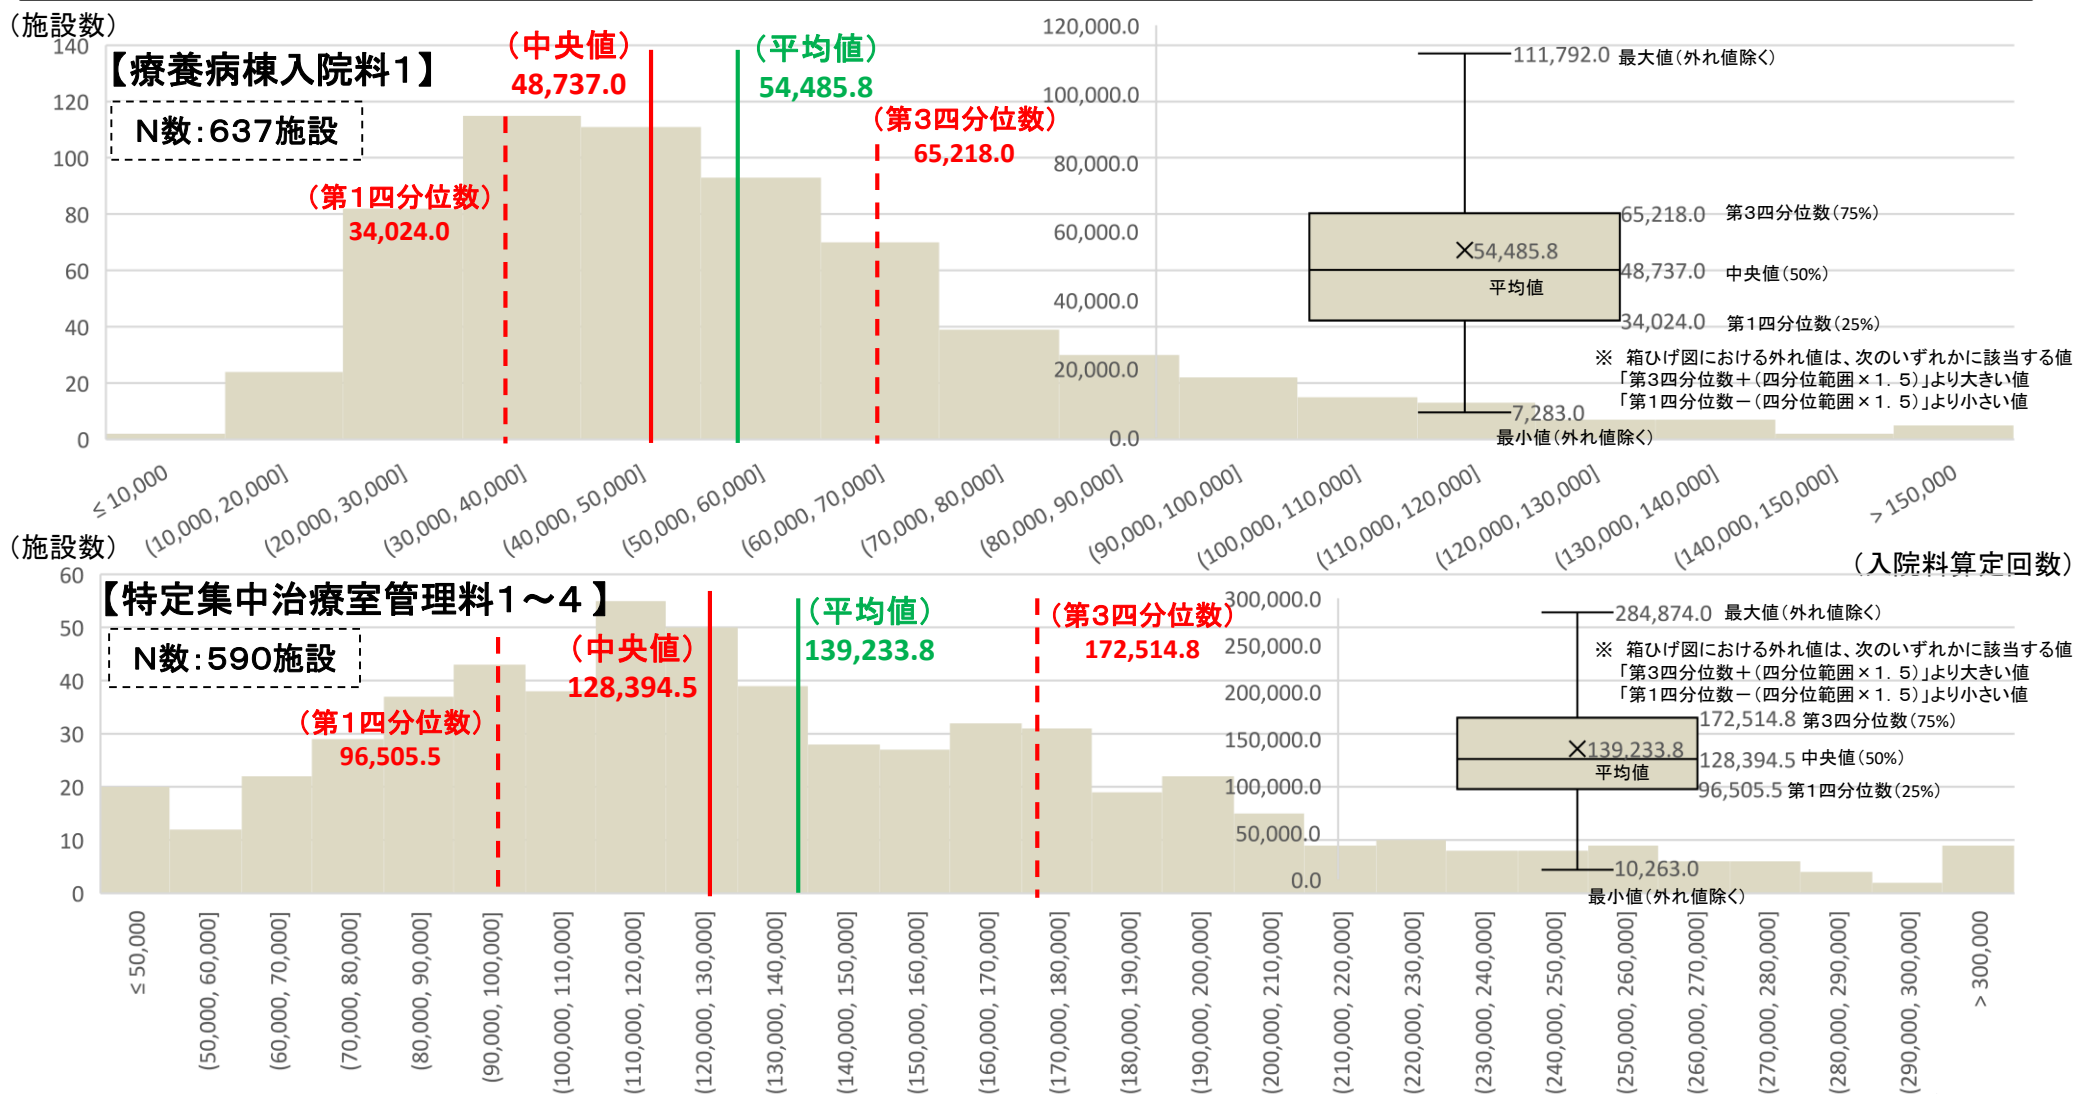 （施設数）
【療養病棟入院料１】
N数：637施設
（中央値）
48,737.0
（平均値）
54,485.8
（第３四分位数）
65,218.0
（第１四分位数）
34,024.0
140
120
100
80
60
40
20
0
≤ 10,000
(10,000, 20,000]
(20,000, 30,000]
(30,000, 40,000]
(40,000, 50,000]
(50,000, 60,000]
(60,000, 70,000]
(70,000, 80,000]
(80,000, 90,000]
(90,000, 100,000]
(100,000, 110,000]
(110,000, 120,000]
(120,000, 130,000]
(130,000, 140,000]
(140,000, 150,000]
> 150,000
120,000.0
100,000.0
80,000.0
60,000.0
40,000.0
20,000.0
0.0
111,792.0 最大値（外れ値除く）
65,218.0 第３四分位数（75%）
54,485.8
平均値
48,737.0 中央値（50%）
34,024.0 第１四分位数（25%）
※ 箱ひげ図における外れ値は、次のいずれかに該当する値
「第３四分位数＋（四分位範囲×１．５）」より大きい値
「第１四分位数－（四分位範囲×１．５）」より小さい値
7,283.0
最小値（外れ値除く）
（入院料算定回数）
（施設数）
【特定集中治療室管理料１～４】
N数：590施設
（中央値）
128,394.5
（平均値）
139,233.8
（第３四分位数）
172,514.8
（第１四分位数）
96,505.5
60
50
40
30
20
10
0
≤ 50,000
(50,000, 60,000]
(60,000, 70,000]
(70,000, 80,000]
(80,000, 90,000]
(90,000, 100,000]
(100,000, 110,000]
(110,000, 120,000]
(120,000, 130,000]
(130,000, 140,000]
(140,000, 150,000]
(150,000, 160,000]
(160,000, 170,000]
(170,000, 180,000]
(180,000, 190,000]
(190,000, 200,000]
(200,000, 210,000]
(210,000, 220,000]
(220,000, 230,000]
(230,000, 240,000]
(240,000, 250,000]
(250,000, 260,000]
(260,000, 270,000]
(270,000, 280,000]
(280,000, 290,000]
(290,000, 300,000]
> 300,000
300,000.0
250,000.0
200,000.0
150,000.0
100,000.0
50,000.0
0.0
284,874.0 最大値（外れ値除く）
※ 箱ひげ図における外れ値は、次のいずれかに該当する値
「第３四分位数＋（四分位範囲×１．５）」より大きい値
「第１四分位数－（四分位範囲×１．５）」より小さい値
172,514.8 第３四分位数（75%）
139,233.8
平均値
128,394.5 中央値（50%）
96,505.5 第１四分位数（25%）
10,263.0
最小値（外れ値除く）